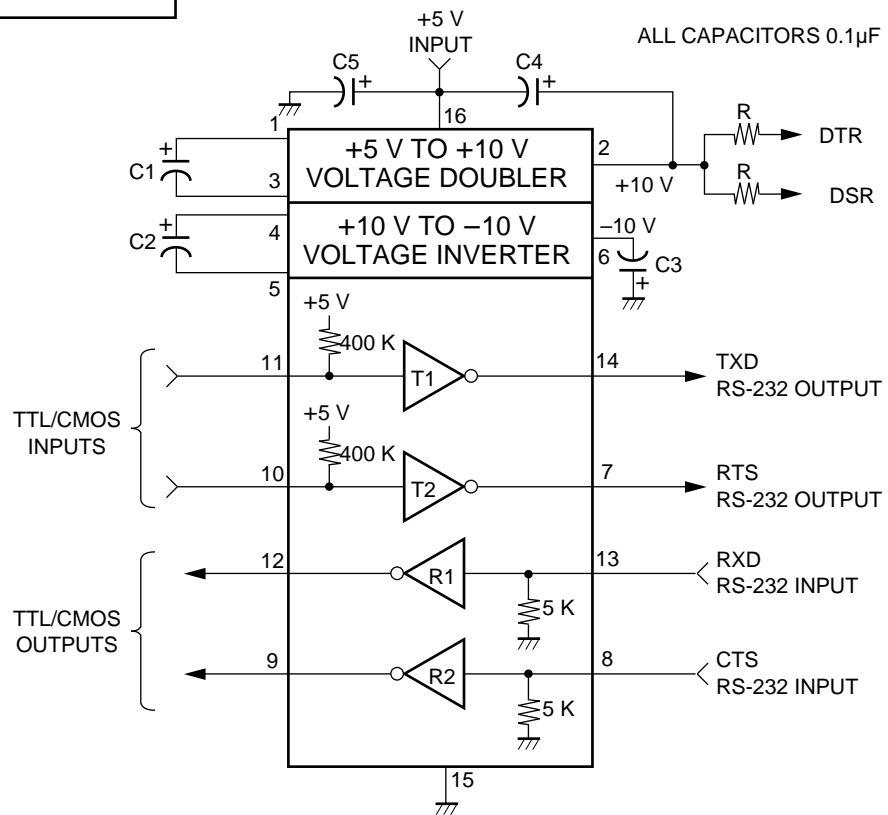 +5 V
INPUT
ALL CAPACITORS 0.1µF
C5
+
C4
+
16
1
+
C1
3
+5 V TO +10 V
VOLTAGE DOUBLER
2
+10 V
R
DTR
R
DSR
+
C2
4
5
+10 V TO –10 V
VOLTAGE INVERTER
–10 V
6
C3
+
+5 V
400 K
11
T1
14
TXD
RS-232 OUTPUT
TTL/CMOS
INPUTS
+5 V
400 K
10
T2
7
RTS
RS-232 OUTPUT
12
R1
13
RXD
RS-232 INPUT
5 K
TTL/CMOS
OUTPUTS
9
R2
8
CTS
RS-232 INPUT
5 K
15